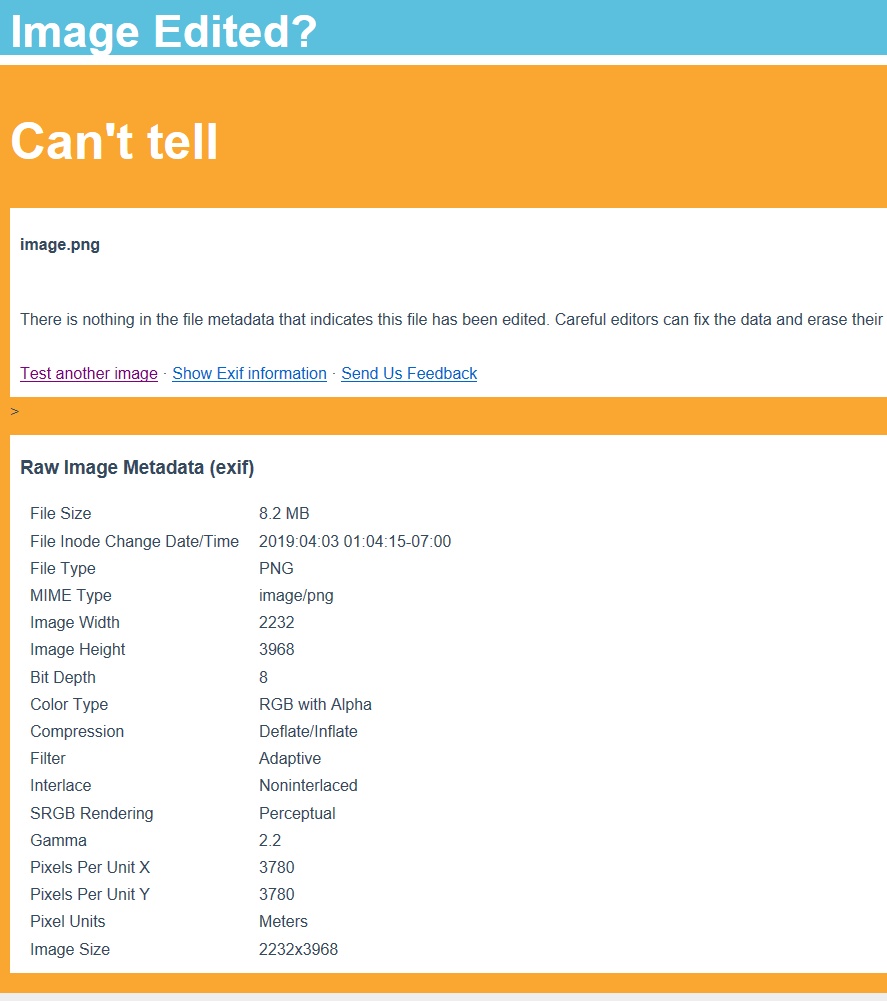 Image Edited?
Can't tell
image.png
There is nothing in the file metadata that indicates this file has been edited. Careful editors can fix the data and erase their
Test another image · Show Exif information · Send Us Feedback
>
Raw Image Metadata (exif)
File Size 8.2 MB
File Inode Change Date/Time 2019:04:03 01:04:15-07:00
File Type PNG
MIME Type image/png
Image Width 2232
Image Height 3968
Bit Depth 8
Color Type RGB with Alpha
Compression Deflate/Inflate
Filter Adaptive
Interlace Noninterlaced
SRGB Rendering Perceptual
Gamma 2.2
Pixels Per Unit X 3780
Pixels Per Unit Y 3780
Pixel Units Meters
Image Size 2232x3968